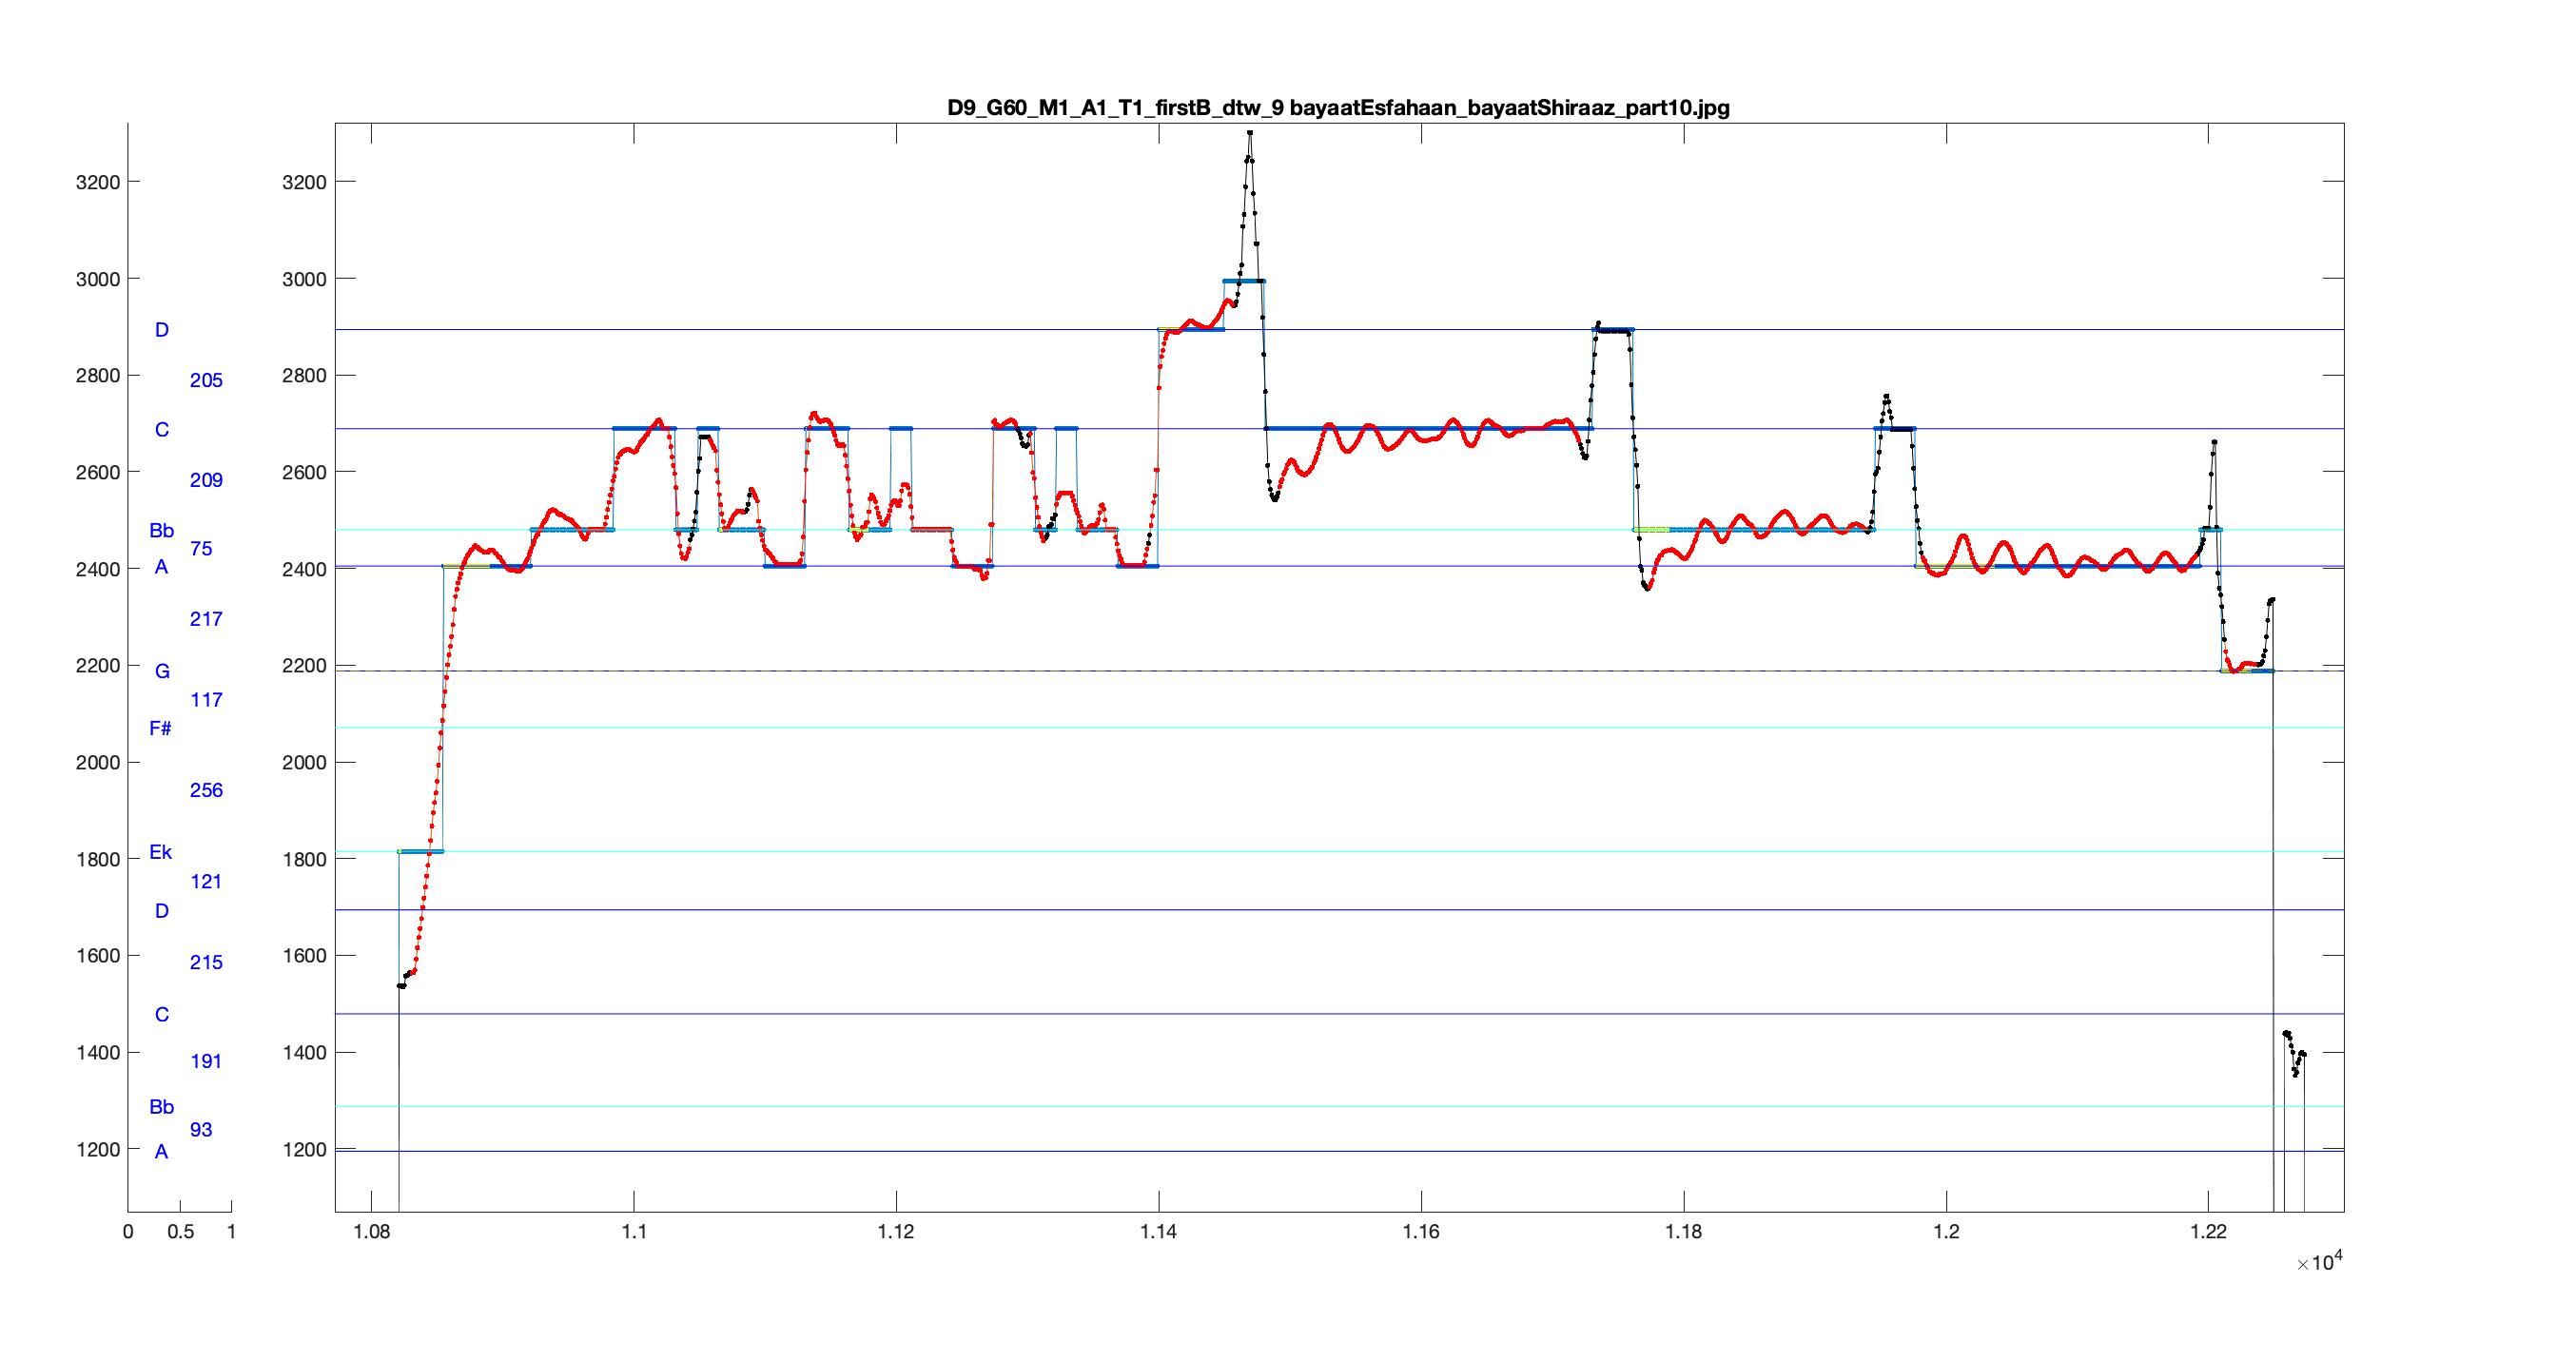 D9_G60_M1_A1_T1_firstB_dtw_9 bayaatEsfahaan_bayaatShiraaz_part10.jpg
3200 3200
3000 3000
D
2800 205 2800
C
2600 209 2600
Bb
75
2400 A 2400
217
2200 G 2200
117
F#
2000 256 2000
1800 Ek 1800
121
D
1600 215 1600
C
1400 191 1400
Bb
93
1200 A 1200
0 0.5 1 1.08 1.1 1.12 1.14 1.16 1.18 1.2 1.22
×10⁴